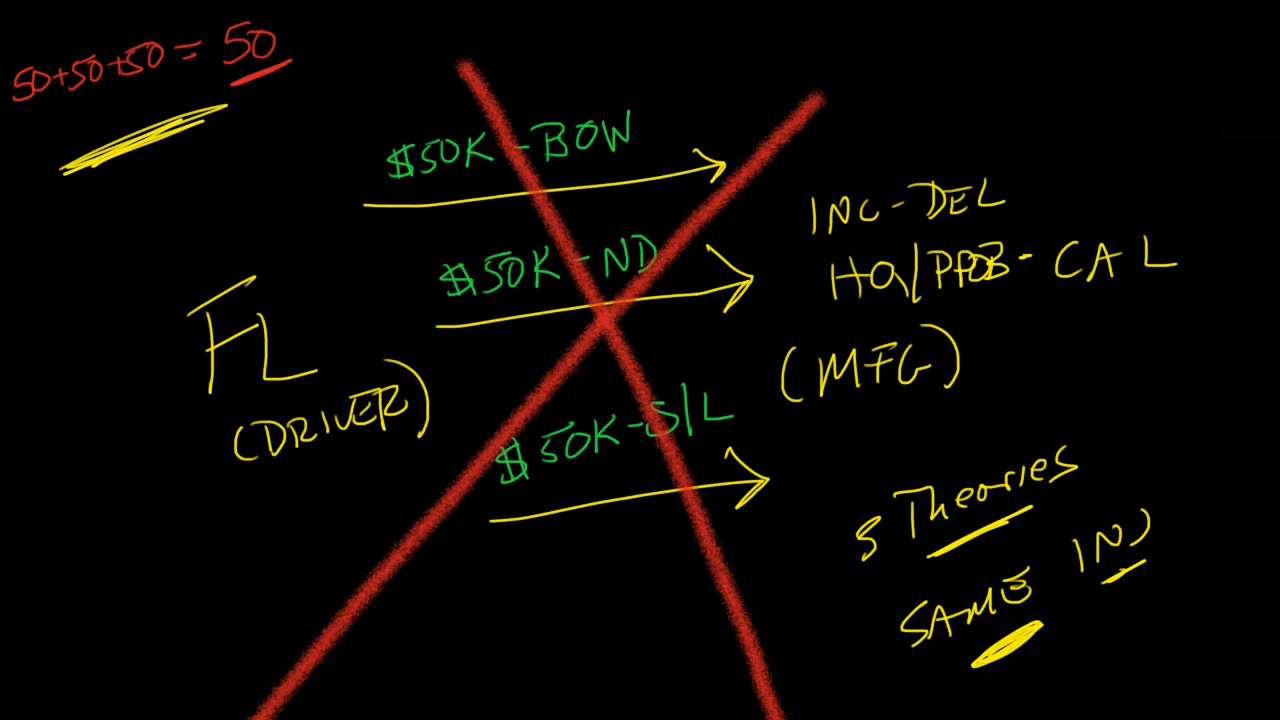 50+50+50 = 50
$50K - BOW
$50K - ND
FL
(DRIVER)
$50K - S/L
INC - DEL
HQ/PPOB - CAL
(MFG)
3 Theories
SAME INJ